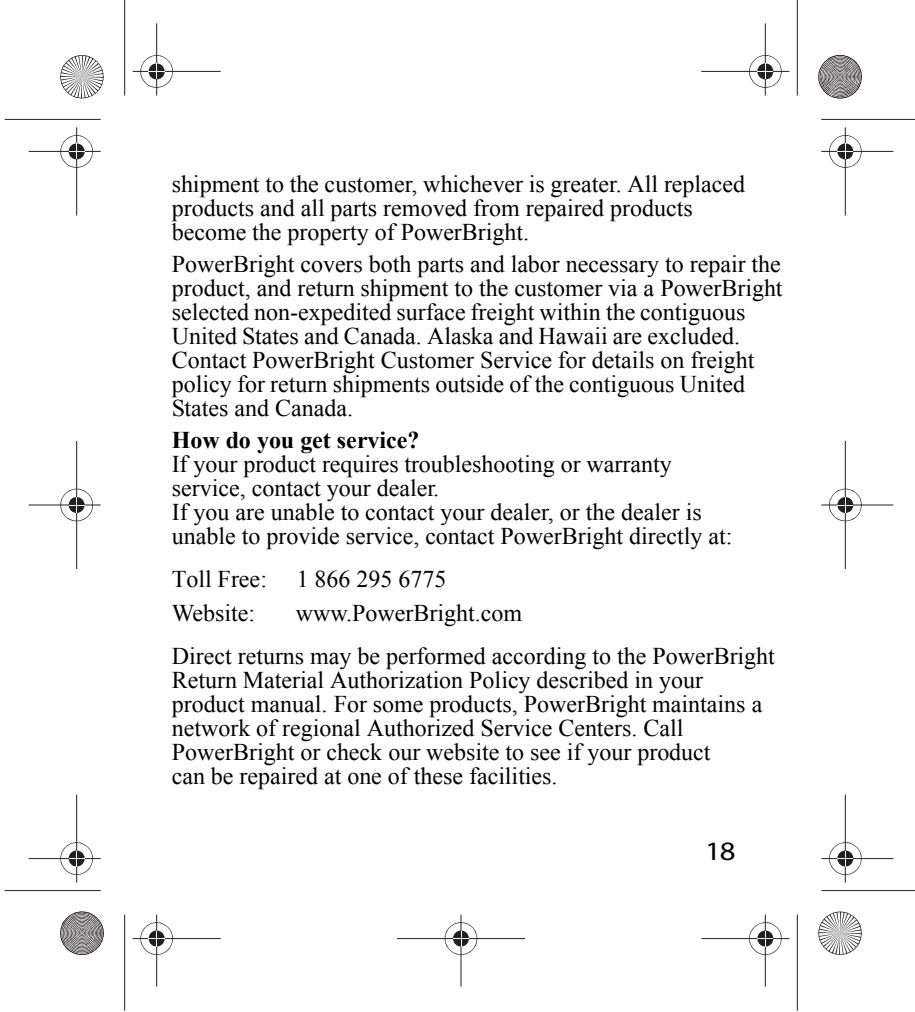 shipment to the customer, whichever is greater. All replaced
products and all parts removed from repaired products
become the property of PowerBright.
PowerBright covers both parts and labor necessary to repair the
product, and return shipment to the customer via a PowerBright
selected non-expedited surface freight within the contiguous
United States and Canada. Alaska and Hawaii are excluded.
Contact PowerBright Customer Service for details on freight
policy for return shipments outside of the contiguous United
States and Canada.
How do you get service?
If your product requires troubleshooting or warranty
service, contact your dealer.
If you are unable to contact your dealer, or the dealer is
unable to provide service, contact PowerBright directly at:
Toll Free: 1 866 295 6775
Website: www.PowerBright.com
Direct returns may be performed according to the PowerBright
Return Material Authorization Policy described in your
product manual. For some products, PowerBright maintains a
network of regional Authorized Service Centers. Call
PowerBright or check our website to see if your product
can be repaired at one of these facilities.
18